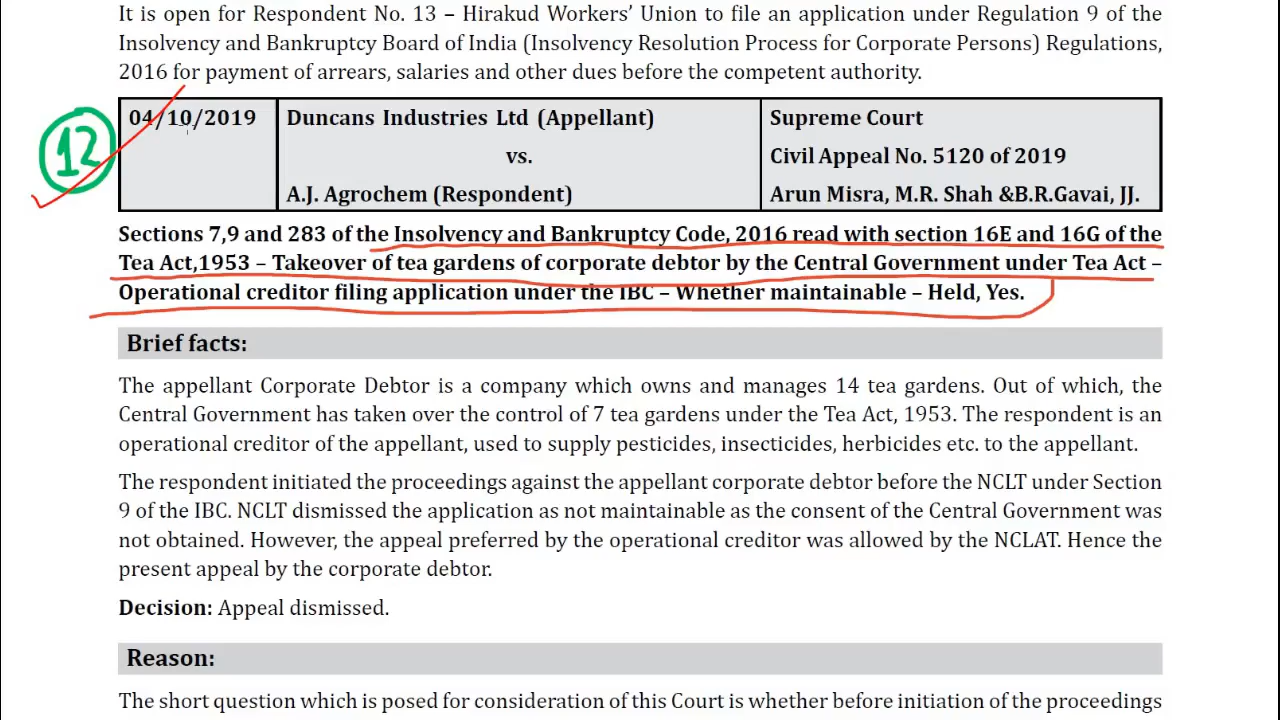 It is open for Respondent No. 13 – Hirakud Workers’ Union to file an application under Regulation 9 of the
Insolvency and Bankruptcy Board of India (Insolvency Resolution Process for Corporate Persons) Regulations,
2016 for payment of arrears, salaries and other dues before the competent authority.
12
04/10/2019
Duncans Industries Ltd (Appellant)
vs.
A.J. Agrochem (Respondent)
Supreme Court
Civil Appeal No. 5120 of 2019
Arun Misra, M.R. Shah &B.R.Gavai, JJ.
Sections 7,9 and 283 of the Insolvency and Bankruptcy Code, 2016 read with section 16E and 16G of the
Tea Act,1953 – Takeover of tea gardens of corporate debtor by the Central Government under Tea Act –
Operational creditor filing application under the IBC – Whether maintainable – Held, Yes.
Brief facts:
The appellant Corporate Debtor is a company which owns and manages 14 tea gardens. Out of which, the
Central Government has taken over the control of 7 tea gardens under the Tea Act, 1953. The respondent is an
operational creditor of the appellant, used to supply pesticides, insecticides, herbicides etc. to the appellant.
The respondent initiated the proceedings against the appellant corporate debtor before the NCLT under Section
9 of the IBC. NCLT dismissed the application as not maintainable as the consent of the Central Government was
not obtained. However, the appeal preferred by the operational creditor was allowed by the NCLAT. Hence the
present appeal by the corporate debtor.
Decision: Appeal dismissed.
Reason:
The short question which is posed for consideration of this Court is whether before initiation of the proceedings